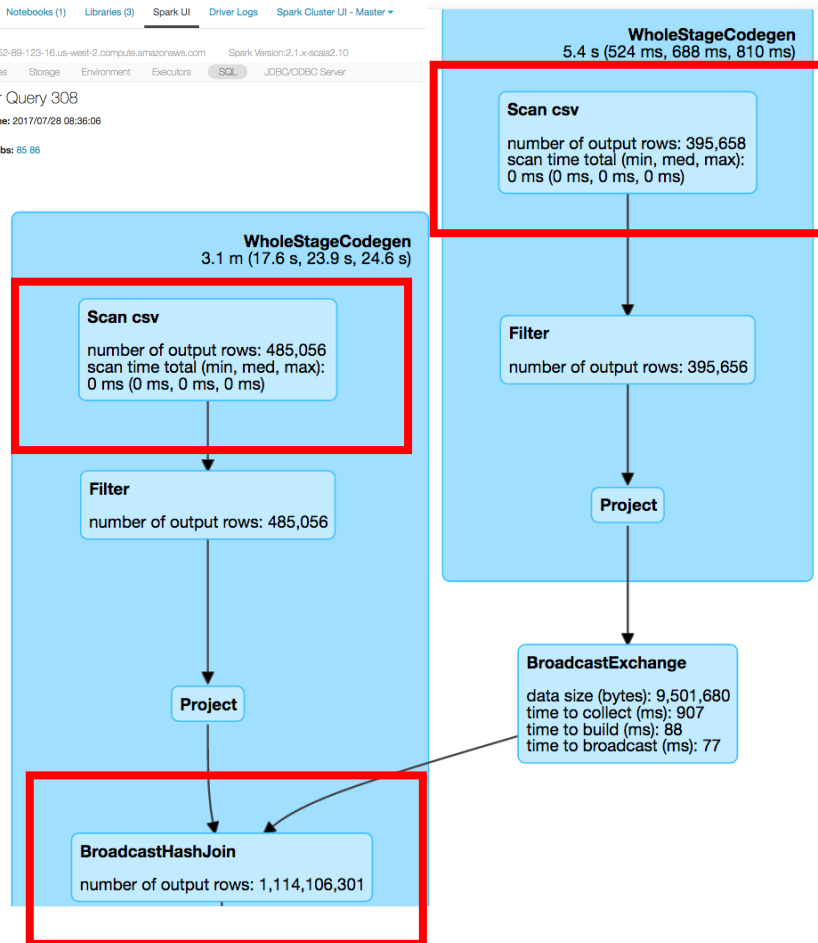 Notebooks (1) Libraries (3) Spark UI Driver Logs Spark Cluster UI - Master
52-89-123-16.us-west-2.compute.amazonaws.com Spark Version:2.1.x-scala2.10
es Storage Environment Executors SQL JDBC/ODBC Server
r Query 308
me: 2017/07/28 08:36:06
bs: 85 86
WholeStageCodegen
3.1 m (17.6 s, 23.9 s, 24.6 s)
Scan csv
number of output rows: 485,056
scan time total (min, med, max):
0 ms (0 ms, 0 ms, 0 ms)
Filter
number of output rows: 485,056
Project
BroadcastHashJoin
number of output rows: 1,114,106,301
WholeStageCodegen
5.4 s (524 ms, 688 ms, 810 ms)
Scan csv
number of output rows: 395,658
scan time total (min, med, max):
0 ms (0 ms, 0 ms, 0 ms)
Filter
number of output rows: 395,656
Project
BroadcastExchange
data size (bytes): 9,501,680
time to collect (ms): 907
time to build (ms): 88
time to broadcast (ms): 77